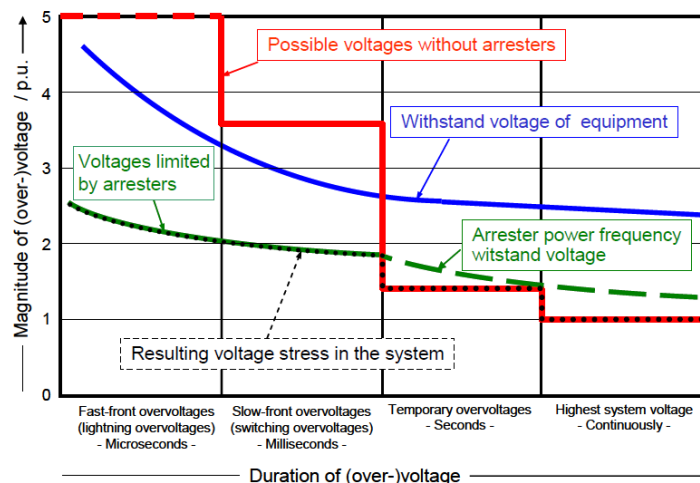 Magnitude of (over-)voltage / p.u.
5
4
3
2
1
0
Possible voltages without arresters
Withstand voltage of equipment
Voltages limited
by arresters
Arrester power frequency
witstand voltage
Resulting voltage stress in the system
Fast-front overvoltages
(lightning overvoltages)
- Microseconds -
Slow-front overvoltages
(switching overvoltages)
- Milliseconds -
Temporary overvoltages
- Seconds -
Highest system voltage
- Continuously -
Duration of (over-)voltage